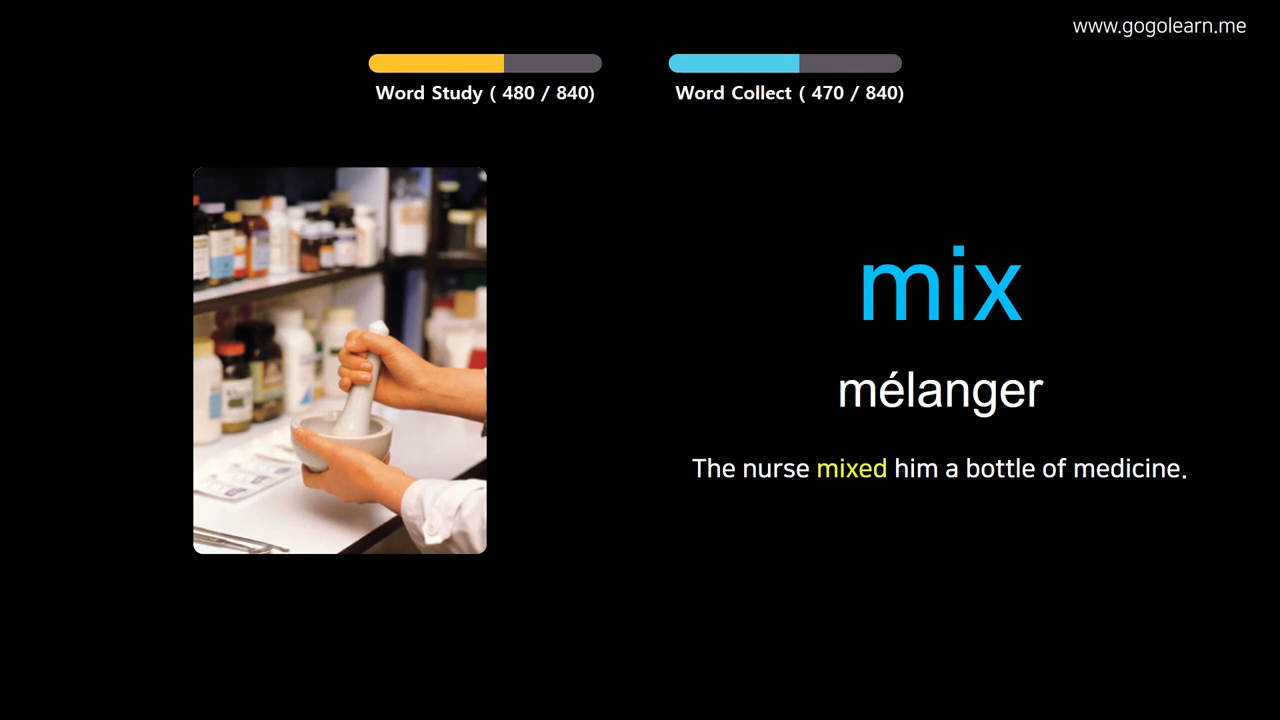 www.gogolearn.me
Word Study ( 480 / 840)
Word Collect ( 470 / 840)
mix
mélanger
The nurse mixed him a bottle of medicine.